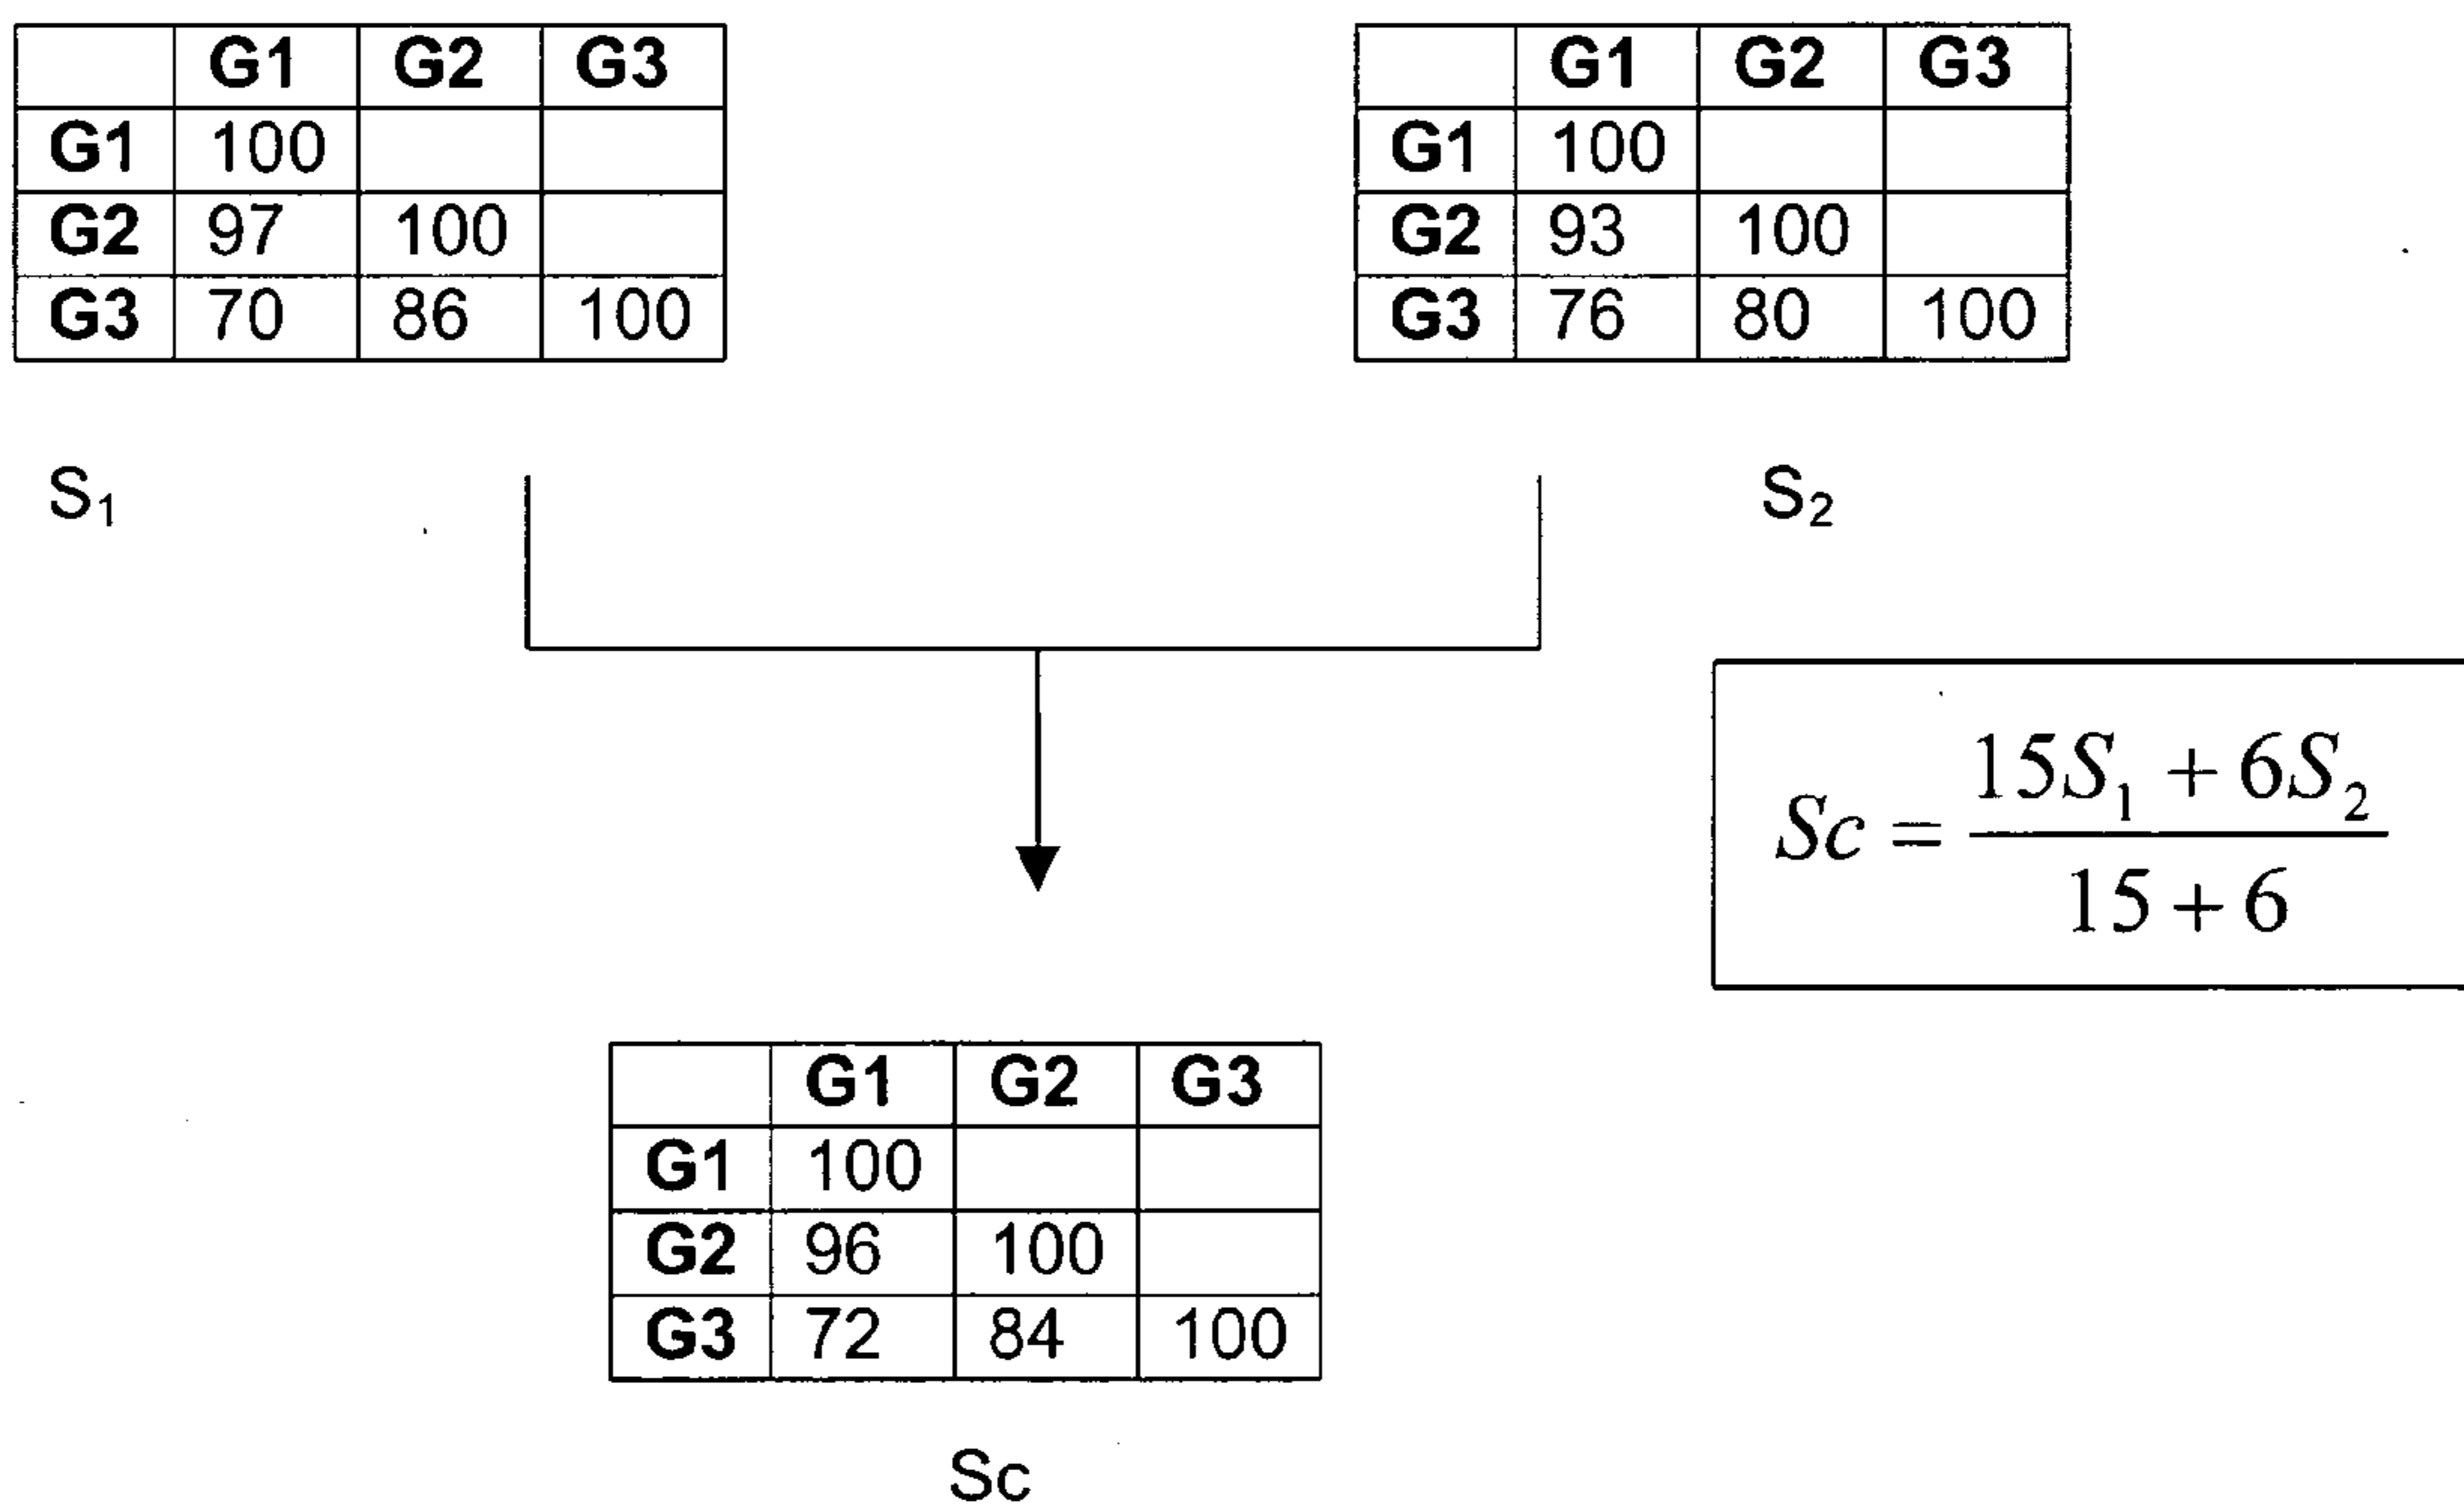 G1 G2 G3
G1 100
G2 97 100
G3 70 86 100
S₁
G1 G2 G3
G1 100
G2 93 100
G3 76 80 100
S₂
Sc = (15S₁ + 6S₂) / (15 + 6)
G1 G2 G3
G1 100
G2 96 100
G3 72 84 100
Sc